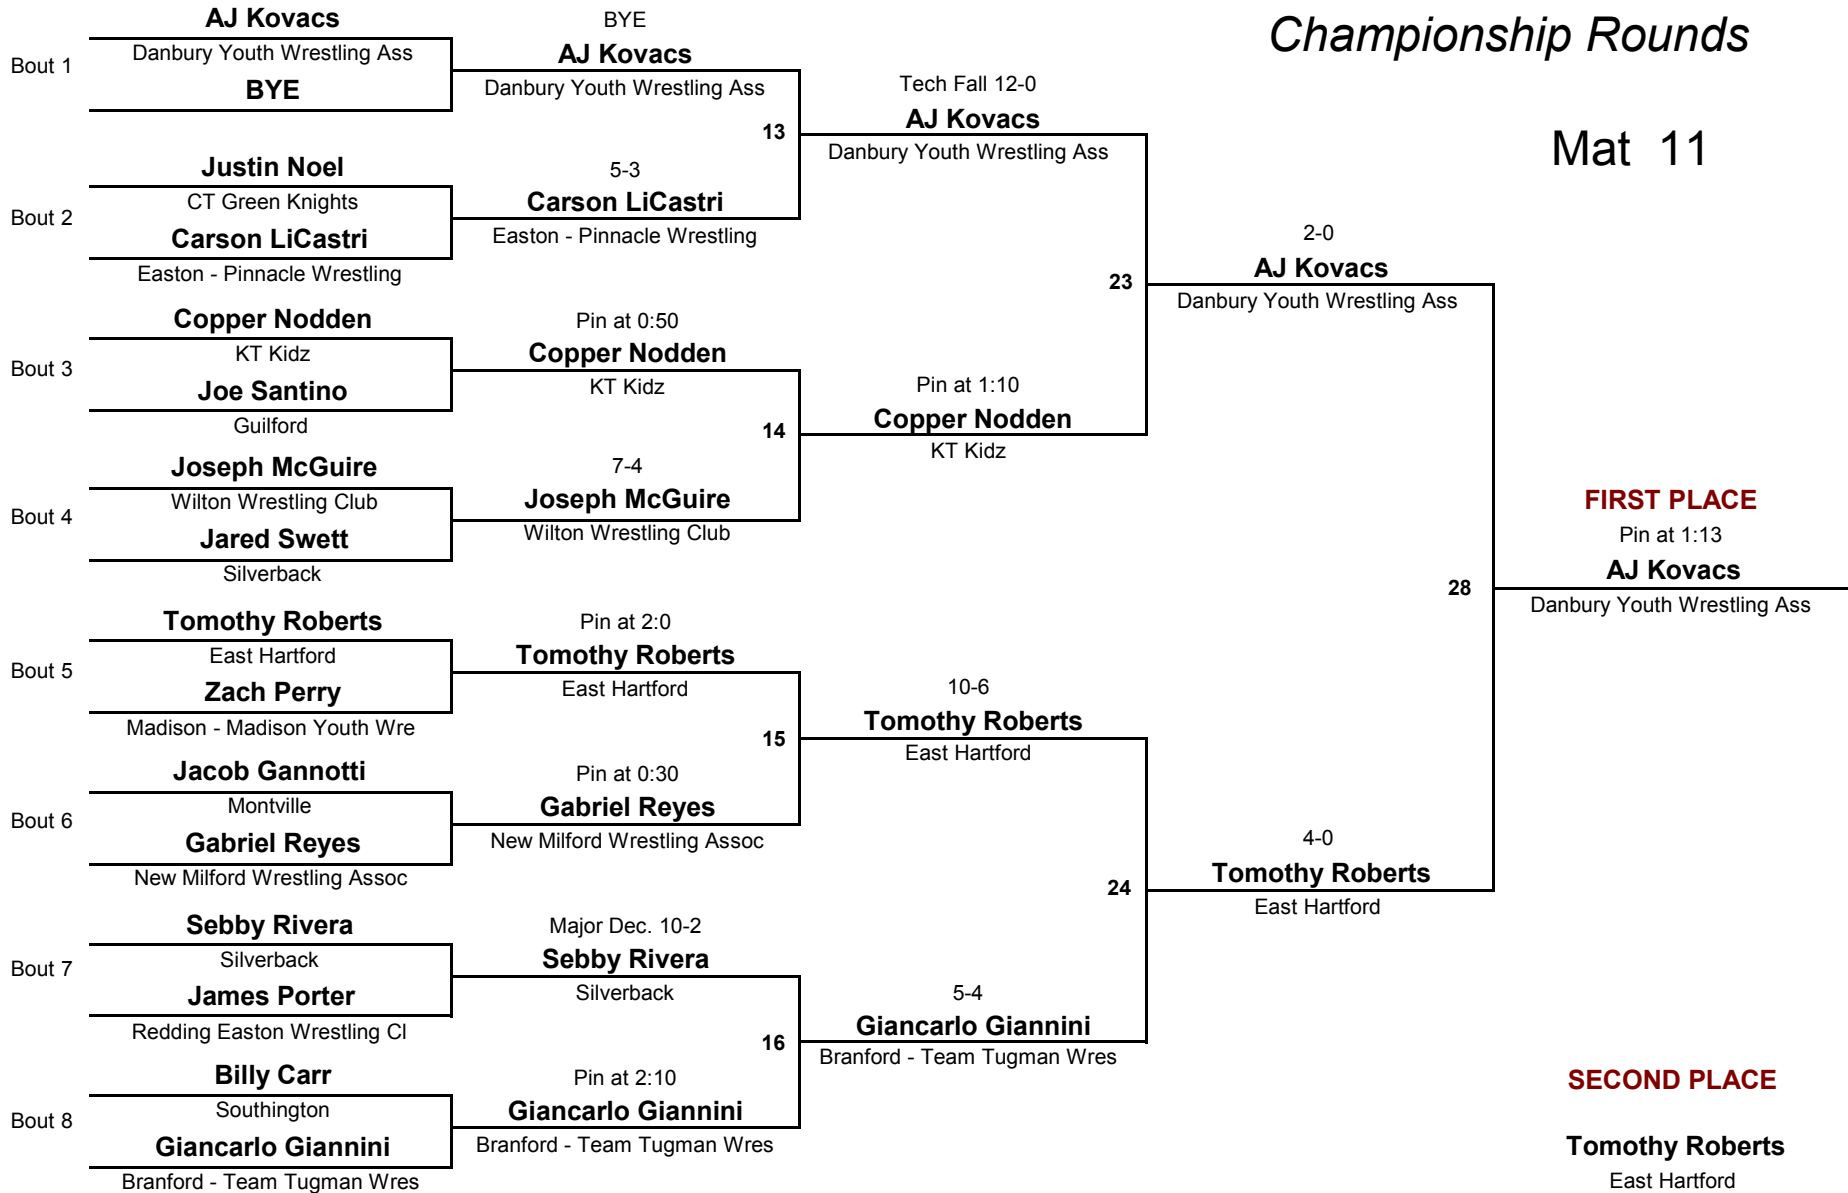 Championship Rounds
Mat 11
Bout 1
AJ Kovacs
Danbury Youth Wrestling Ass
BYE
Bout 2
Justin Noel
CT Green Knights
Carson LiCastri
Easton - Pinnacle Wrestling
Bout 3
Copper Nodden
KT Kidz
Joe Santino
Guilford
Bout 4
Joseph McGuire
Wilton Wrestling Club
Jared Swett
Silverback
Bout 5
Tomothy Roberts
East Hartford
Zach Perry
Madison - Madison Youth Wre
Bout 6
Jacob Gannotti
Montville
Gabriel Reyes
New Milford Wrestling Assoc
Bout 7
Sebby Rivera
Silverback
James Porter
Redding Easton Wrestling Cl
Bout 8
Billy Carr
Southington
Giancarlo Giannini
Branford - Team Tugman Wres
BYE
AJ Kovacs
Danbury Youth Wrestling Ass
13
5-3
Carson LiCastri
Easton - Pinnacle Wrestling
Pin at 0:50
Copper Nodden
KT Kidz
14
7-4
Joseph McGuire
Wilton Wrestling Club
Pin at 2:0
Tomothy Roberts
East Hartford
15
Pin at 0:30
Gabriel Reyes
New Milford Wrestling Assoc
Major Dec. 10-2
Sebby Rivera
Silverback
16
Pin at 2:10
Giancarlo Giannini
Branford - Team Tugman Wres
Tech Fall 12-0
AJ Kovacs
Danbury Youth Wrestling Ass
23
Pin at 1:10
Copper Nodden
KT Kidz
10-6
Tomothy Roberts
East Hartford
24
5-4
Giancarlo Giannini
Branford - Team Tugman Wres
2-0
AJ Kovacs
Danbury Youth Wrestling Ass
28
4-0
Tomothy Roberts
East Hartford
FIRST PLACE
Pin at 1:13
AJ Kovacs
Danbury Youth Wrestling Ass
SECOND PLACE
Tomothy Roberts
East Hartford